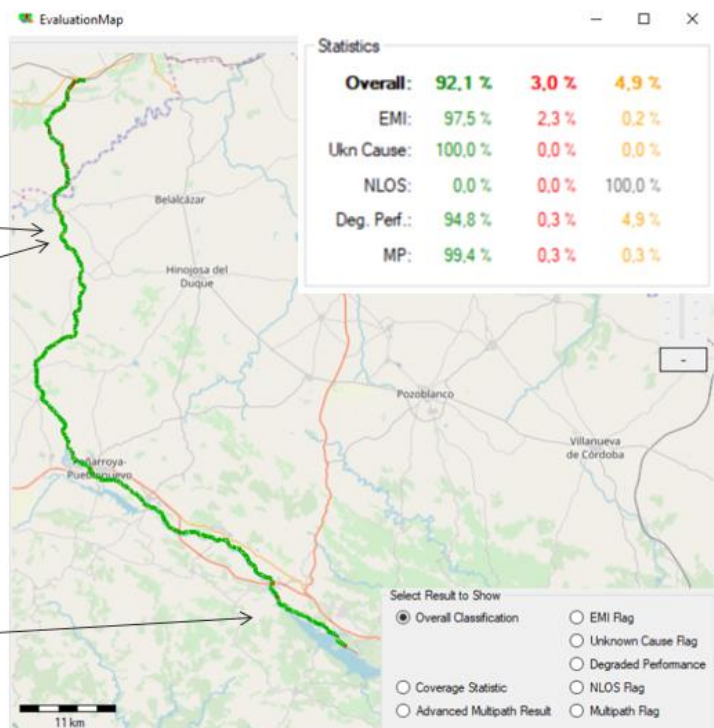 EvaluationMap
Statistics
Overall: 92,1 % 3,0 % 4,9 %
EMI: 97,5 % 2,3 % 0,2 %
Ukn Cause: 100,0 % 0,0 % 0,0 %
NLOS: 0,0 % 0,0 % 100,0 %
Deg. Perf.: 94,8 % 0,3 % 4,9 %
MP: 99,4 % 0,3 % 0,3 %
Belalcázar
Hinojosa del
Duque
-
Pozoblanco
Villanueva
de Córdoba
Peñarroya-
Pueblonuevo
Select Result to Show
Overall Classification
EMI Flag
Unknown Cause Flag
Degraded Performance
Coverage Statistic
NLOS Flag
Advanced Multipath Result
Multipath Flag
11 km